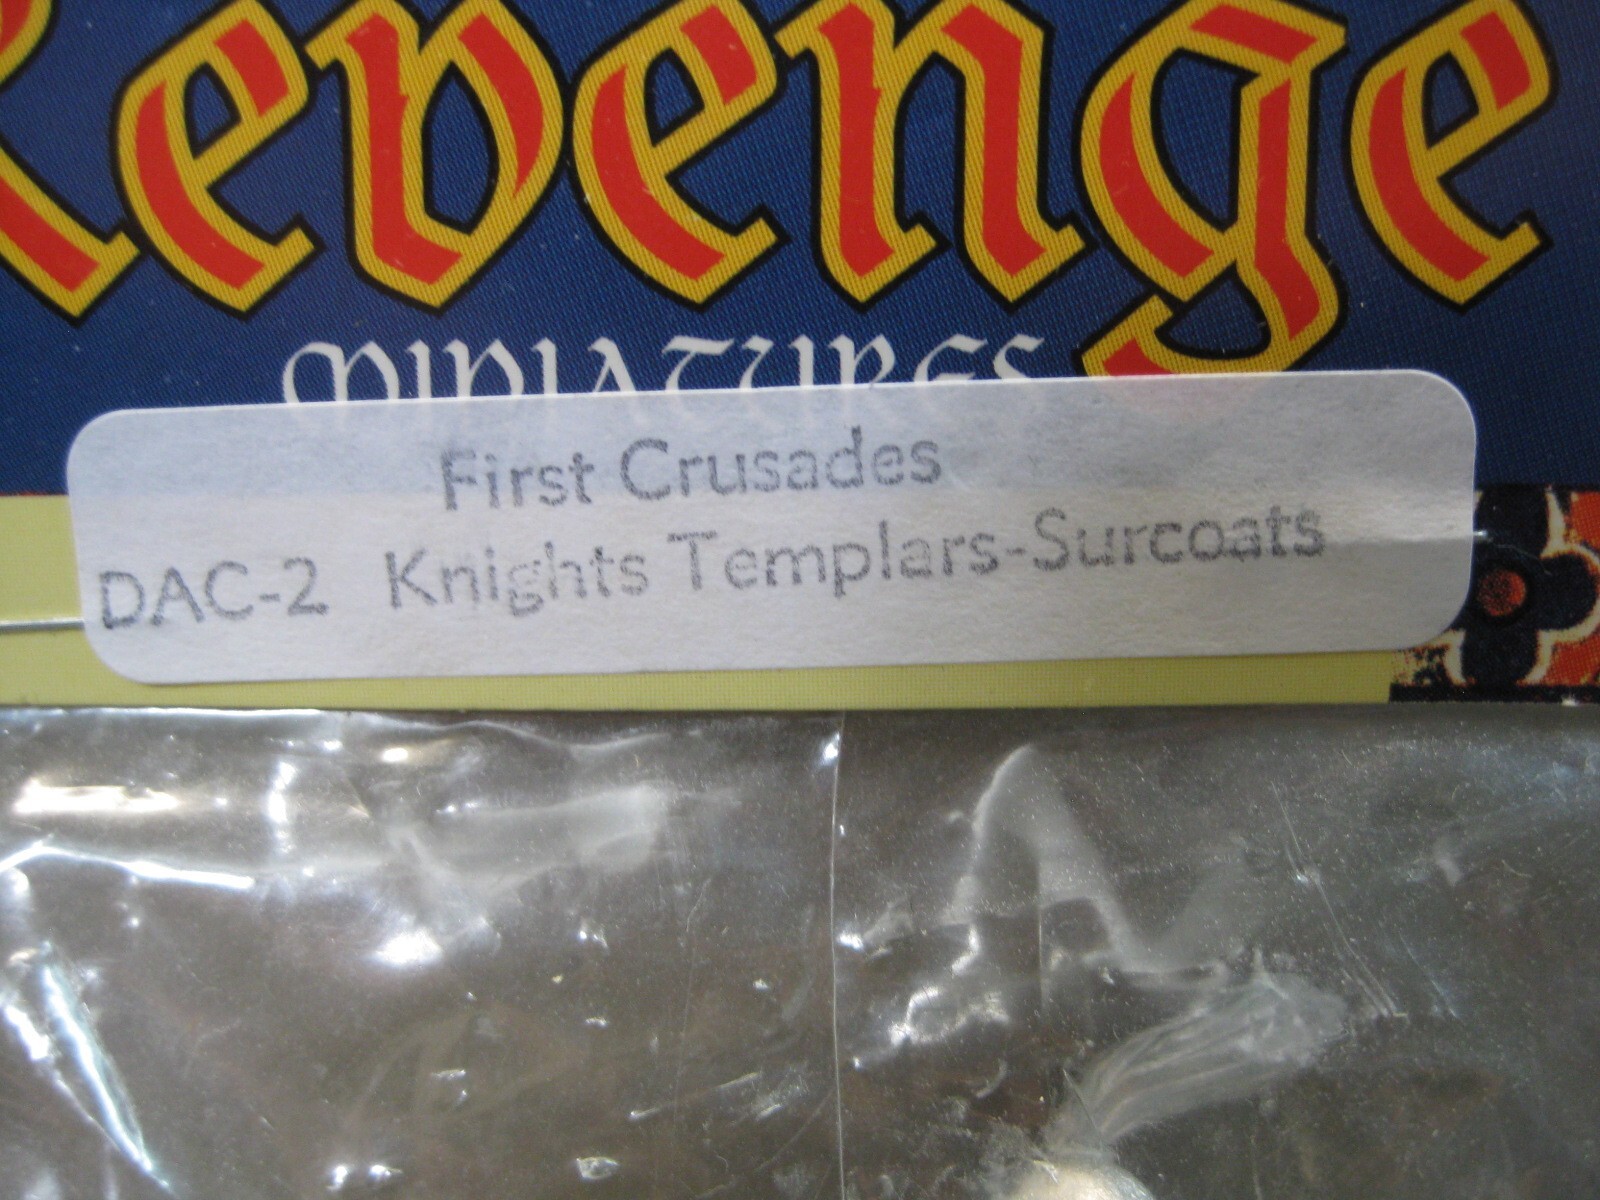 Revenge
MINIATURES
First Crusades
DAC-2 Knights Templars-Surcoats